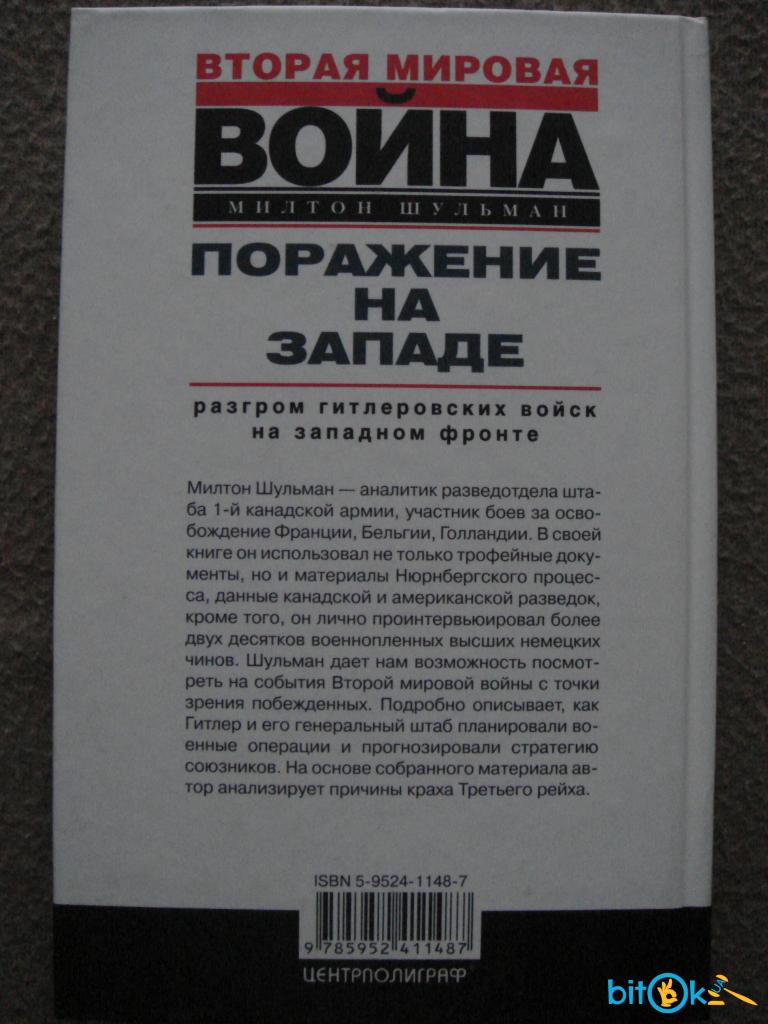 ВТОРАЯ МИРОВАЯ
ВОЙНА
МИЛТОН ШУЛЬМАН
ПОРАЖЕНИЕ
НА
ЗАПАДЕ
разгром гитлеровских войск
на западном фронте
Милтон Шульман — аналитик разведотдела шта-
ба 1-й канадской армии, участник боев за осво-
бождение Франции, Бельгии, Голландии. В своей
книге он использовал не только трофейные доку-
менты, но и материалы Нюрнбергского процес-
са, данные канадской и американской разведок,
кроме того, он лично проинтервьюировал более
двух десятков военнопленных высших немецких
чинов. Шульман дает нам возможность посмот-
реть на события Второй мировой войны с точки
зрения побежденных. Подробно описывает, как
Гитлер и его генеральный штаб планировали во-
енные операции и прогнозировали стратегию
союзников. На основе собранного материала ав-
тор анализирует причины краха Третьего рейха.
ISBN 5-9524-1148-7
9 785952 411487
ЦЕНТРПОЛИГРАФ
bitOk UA